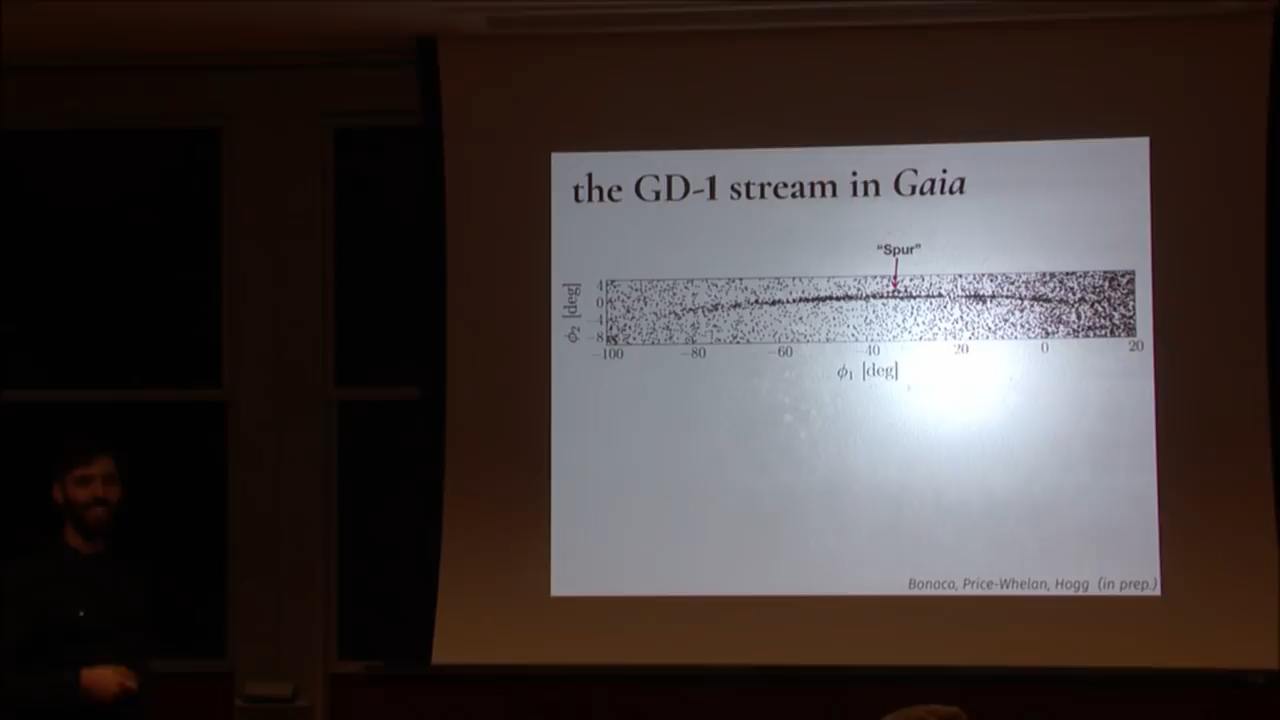 the GD-1 stream in Gaia
“Spur”
4
0
−4
−8
ϕ₂ [deg]
−100 −80 −60 −40 −20 0 20
ϕ₁ [deg]
Bonaca, Price-Whelan, Hogg (in prep.)